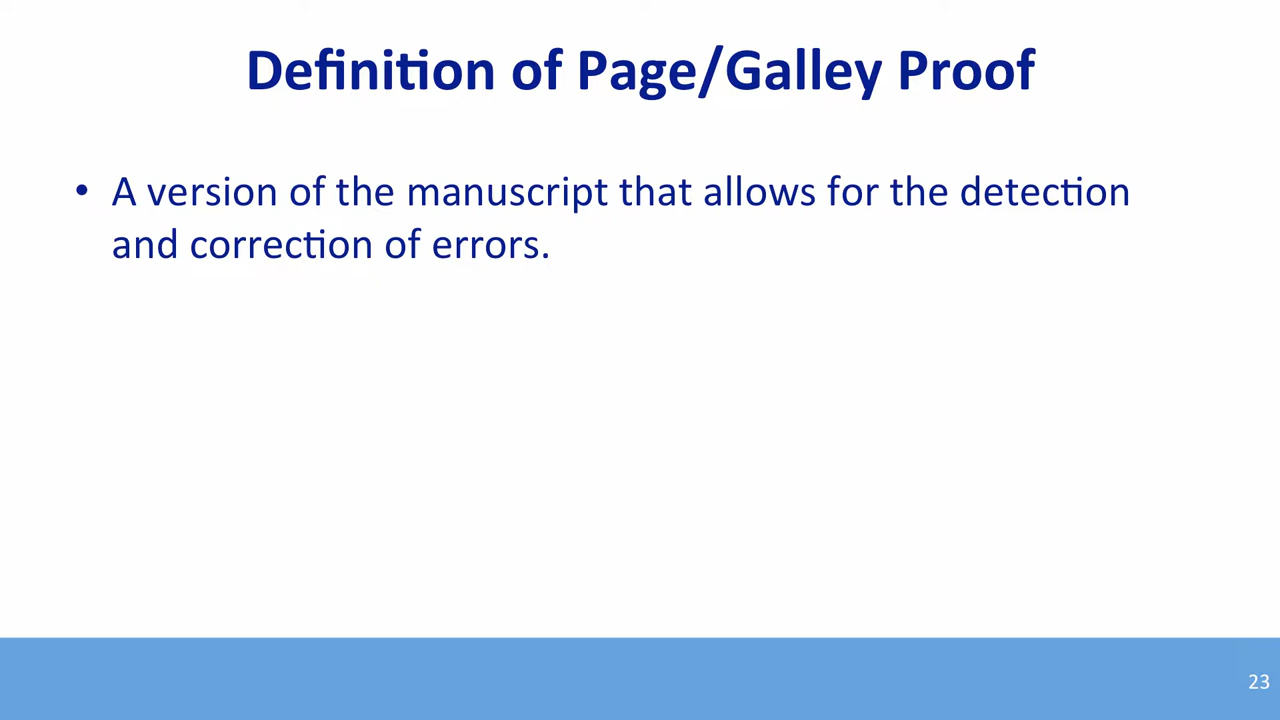 Definition of Page/Galley Proof
• A version of the manuscript that allows for the detection
and correction of errors.
23